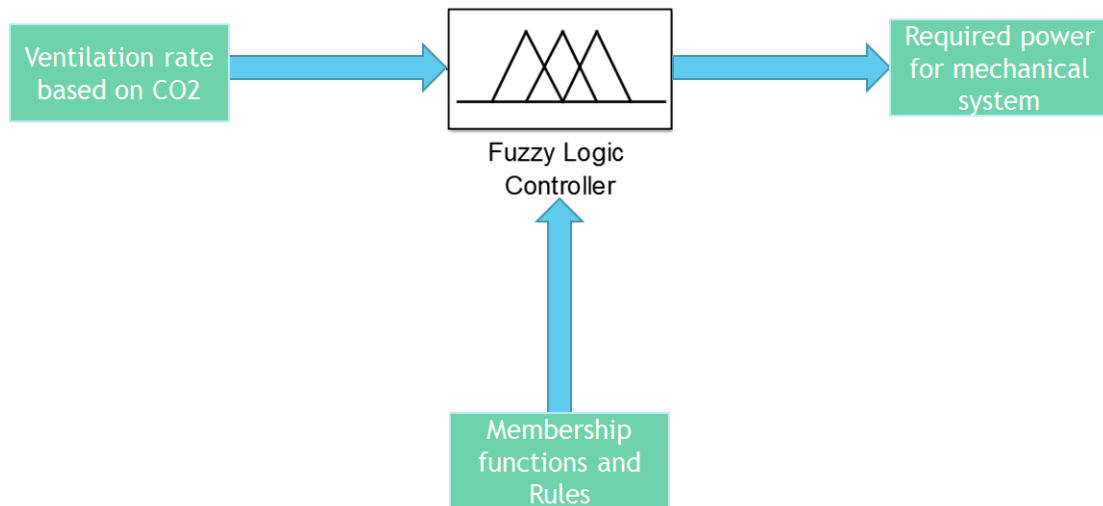 Ventilation rate
based on CO2
Required power
for mechanical
system
Fuzzy Logic
Controller
Membership
functions and
Rules